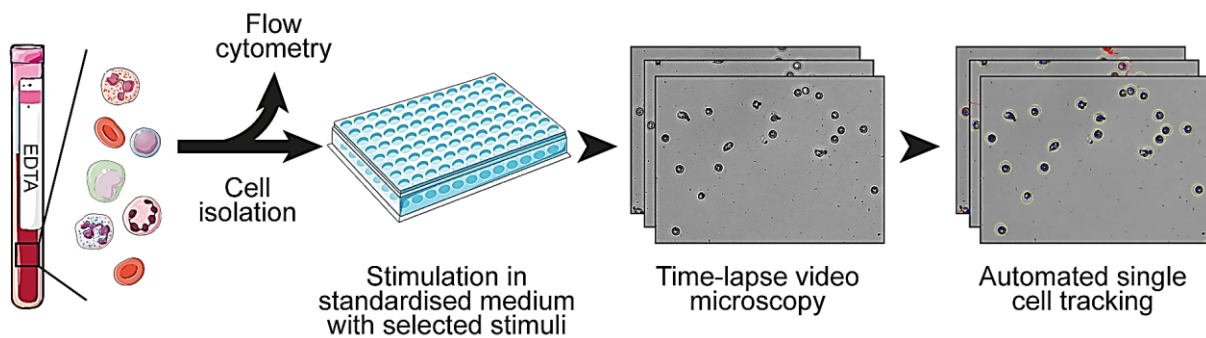 Flow
cytometry
EDTA
Cell
isolation
Stimulation in
standardised medium
with selected stimuli
Time-lapse video
microscopy
Automated single
cell tracking